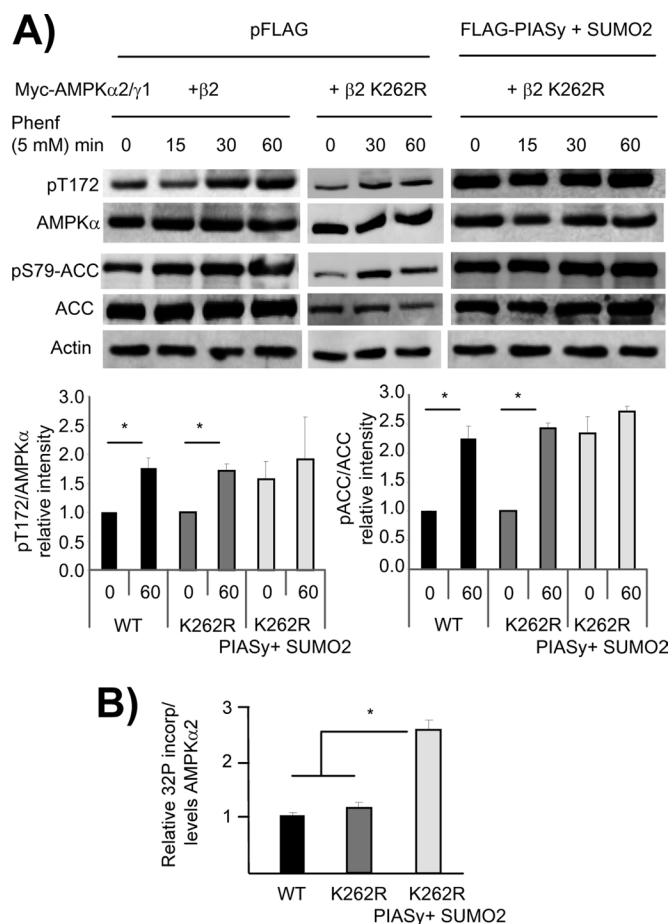 A)
pFLAG FLAG-PIASy + SUMO2
Myc-AMPKα2/γ1 +β2 + β2 K262R + β2 K262R
Phenf
(5 mM) min 0 15 30 60 0 30 60 0 15 30 60
pT172
AMPKα
pS79-ACC
ACC
Actin
pT172/AMPKα
relative intensity
3.0
2.5
2.0
1.5
1.0
0.5
0.0
* *
0 60 0 60 0 60
WT K262R K262R
PIASy+ SUMO2
pACC/ACC
relative intensity
3.0
2.5
2.0
1.5
1.0
0.5
0.0
* *
0 60 0 60 0 60
WT K262R K262R
PIASy+ SUMO2
B)
Relative 32P incorp/
levels AMPKα2
3
2
1
*
WT K262R K262R
PIASy+ SUMO2